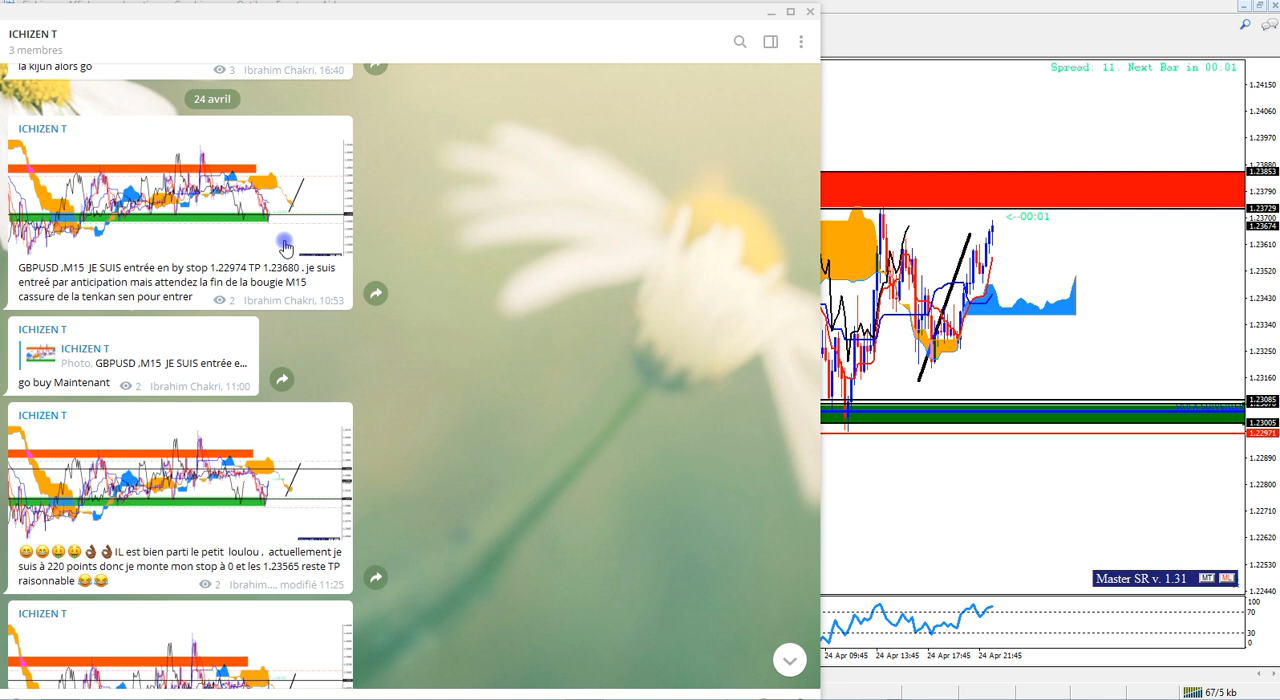 ICHIZEN T
3 membres
la kijun alors go
3 Ibrahim Chakri, 16:40
24 avril
ICHIZEN T
GBPUSD ,M15 JE SUIS entrée en by stop 1.22974 TP 1.23680 . je suis
entreé par anticipation mais attendez la fin de la bougie M15
cassure de la tenkan sen pour entrer
2 Ibrahim Chakri, 10:53
ICHIZEN T
ICHIZEN T
Photo, GBPUSD ,M15 JE SUIS entrée e...
go buy Maintenant
2 Ibrahim Chakri, 11:00
ICHIZEN T
😀😀🤑🤑👌👌IL est bien parti le petit loulou , actuellement je
suis à 220 points donc je monte mon stop à 0 et les 1.23565 reste TP
raisonnable 😂😂
2 Ibrahim.... modifié 11:25
ICHIZEN T
Spread: 11. Next Bar in 00:01
<--00:01
1.24150
1.24060
1.23970
1.23880
1.23853
1.23790
1.23729
1.23700
1.23674
1.23610
1.23520
1.23430
1.23340
1.23250
1.23160
1.23085
1.23005
1.22971
1.22890
1.22800
1.22710
1.22620
1.22530
1.22440
Master SR v. 1.31
MT
ML
100
70
30
0
24 Apr 09:45
24 Apr 13:45
24 Apr 17:45
24 Apr 21:45
67/5 kb